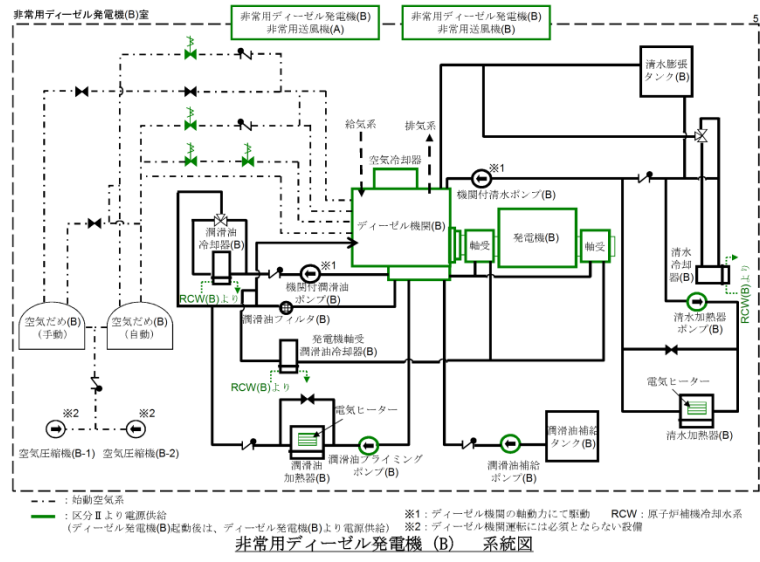 非常用ディーゼル発電機(B)室
非常用ディーゼル発電機(B)
非常用送風機(A)
非常用ディーゼル発電機(B)
非常用送風機(B)
5
清水膨張
タンク(B)
給気系
排気系
空気冷却器
※1
機関付清水ポンプ(B)
ディーゼル機関(B)
軸受
発電機(B)
軸受
潤滑油
冷却器(B)
清水
冷却
器(B)
RCW(B)より
※1
機関付潤滑油
ポンプ(B)
RCW(B)より
潤滑油フィルタ(B)
清水加熱器
ポンプ(B)
空気だめ(B)
(手動)
空気だめ(B)
(自動)
発電機軸受
潤滑油冷却器(B)
RCW(B)より
電気ヒーター
※2
※2
電気ヒーター
潤滑油補給
タンク(B)
清水加熱器(B)
空気圧縮機(B-1)
空気圧縮機(B-2)
潤滑油
加熱器(B)
潤滑油プライミング
ポンプ(B)
潤滑油補給
ポンプ(B)
：始動空気系
：区分Ⅱより電源供給
(ディーゼル発電機(B)起動後は、ディーゼル発電機(B)より電源供給)
※1：ディーゼル機関の軸動力にて駆動
RCW：原子炉補機冷却水系
※2：ディーゼル機関運転には必須とならない設備
非常用ディーゼル発電機（B） 系統図